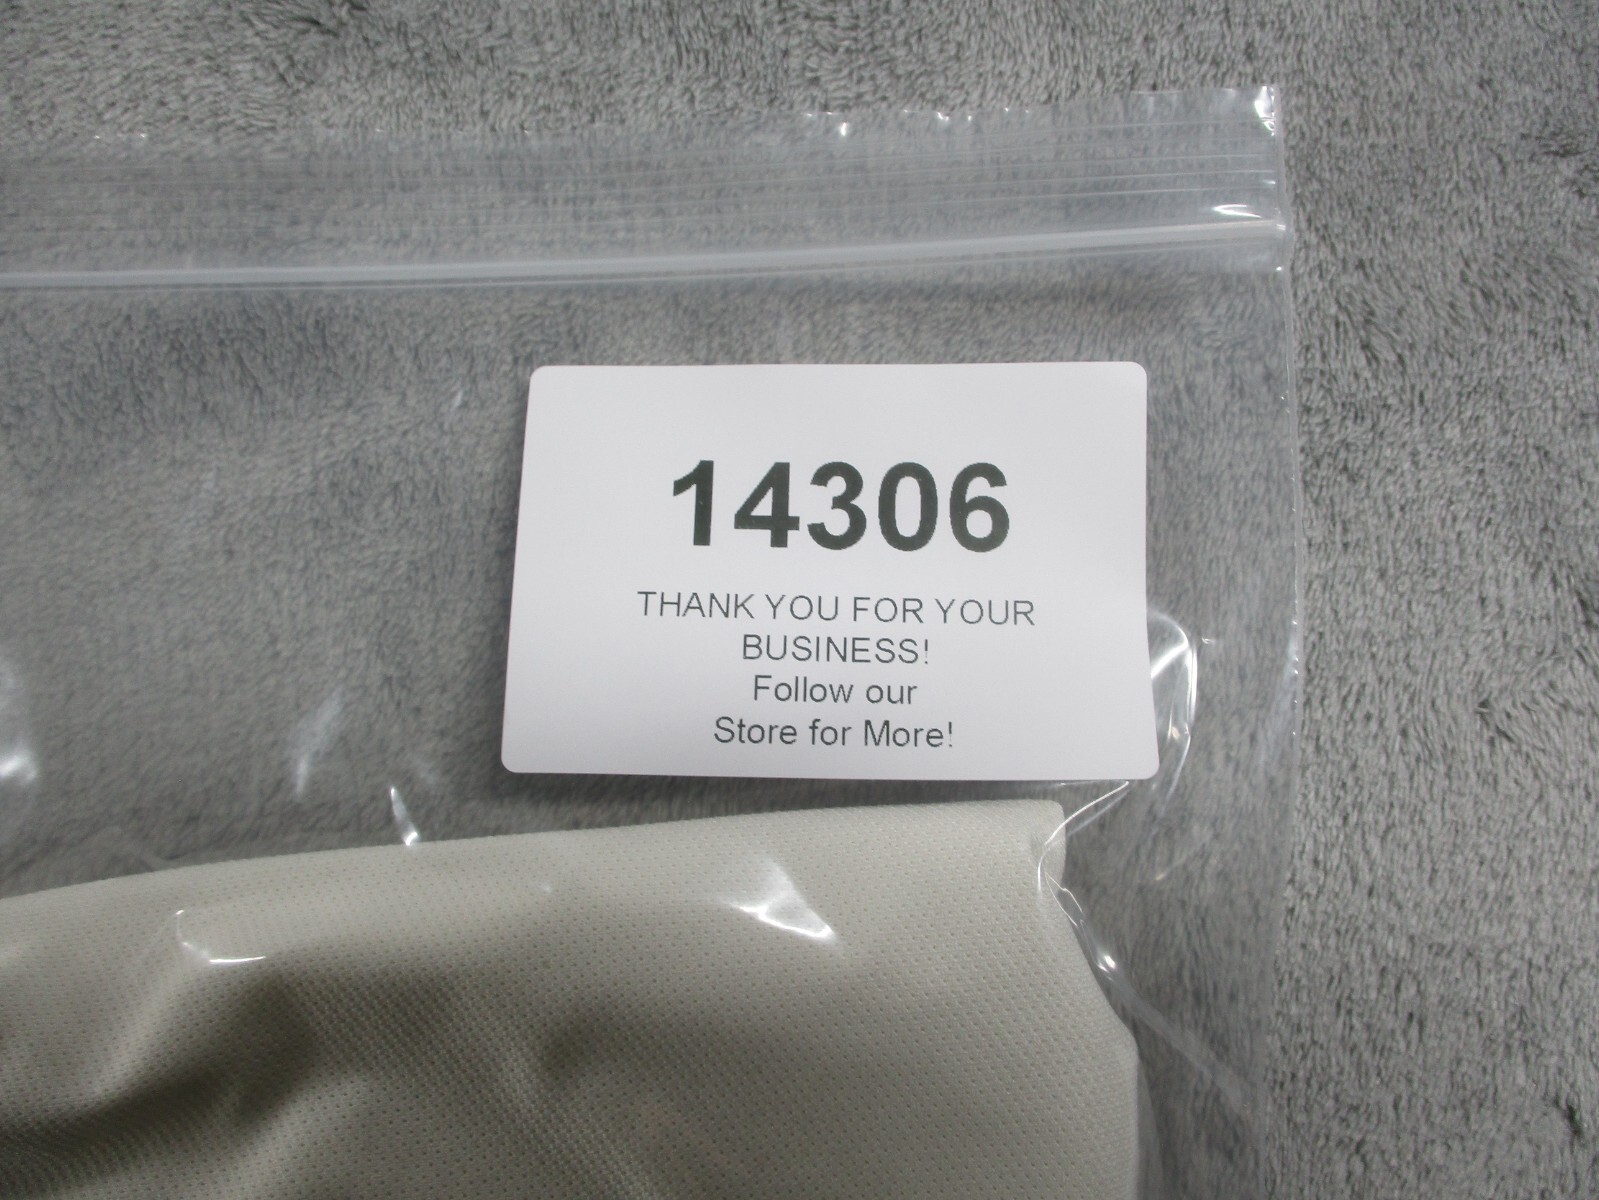 14306
THANK YOU FOR YOUR
BUSINESS!
Follow our
Store for More!